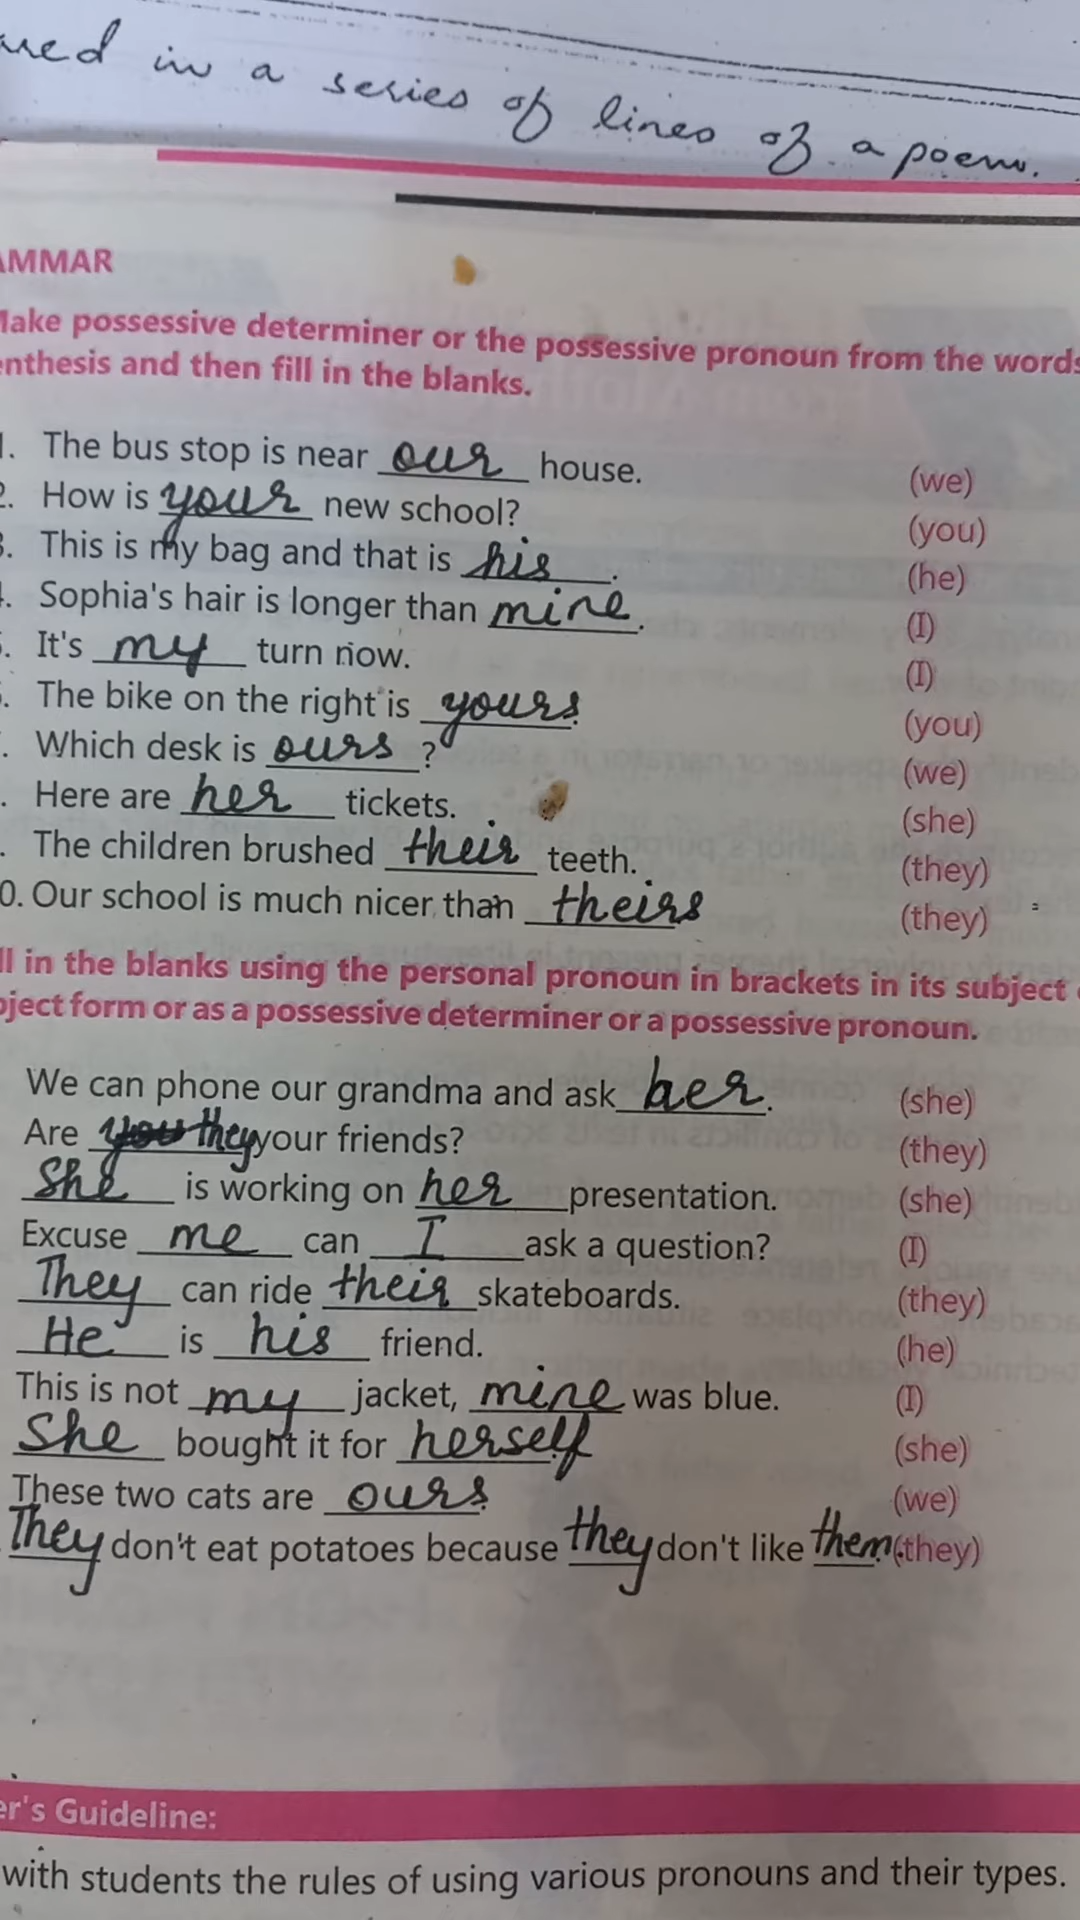 in a series of lines of a poem.
AMMAR
Make possessive determiner or the possessive pronoun from the words
enthesis and then fill in the blanks.
1. The bus stop is near our house. (we)
2. How is your new school? (you)
3. This is my bag and that is his. (he)
4. Sophia's hair is longer than mine. (I)
5. It's my turn now. (I)
. The bike on the right is yours. (you)
. Which desk is ours? (we)
. Here are her tickets. (she)
. The children brushed their teeth. (they)
0. Our school is much nicer than theirs (they)
ll in the blanks using the personal pronoun in brackets in its subject
bject form or as a possessive determiner or a possessive pronoun.
We can phone our grandma and ask her. (she)
Are they your friends? (they)
She is working on her presentation. (she)
Excuse me can I ask a question? (I)
They can ride their skateboards. (they)
He is his friend. (he)
This is not my jacket, mine was blue. (I)
She bought it for herself. (she)
These two cats are ours. (we)
They don't eat potatoes because they don't like them. (they)
er's Guideline:
with students the rules of using various pronouns and their types.